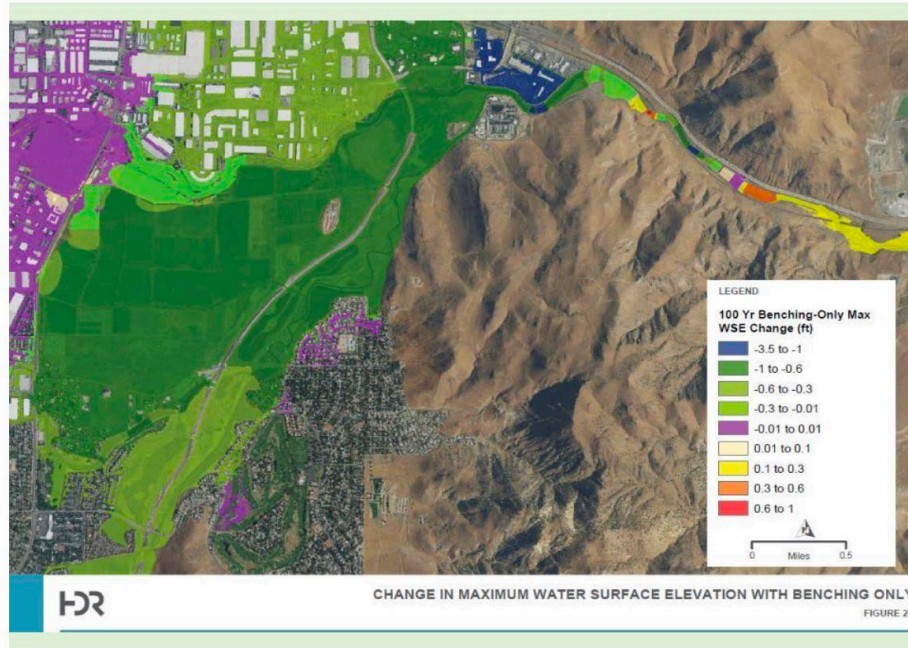 LEGEND
100 Yr Benching-Only Max
WSE Change (ft)
-3.5 to -1
-1 to -0.6
-0.6 to -0.3
-0.3 to -0.01
-0.01 to 0.01
0.01 to 0.1
0.1 to 0.3
0.3 to 0.6
0.6 to 1
N
0 Miles 0.5
HDR
CHANGE IN MAXIMUM WATER SURFACE ELEVATION WITH BENCHING ONLY
FIGURE 2